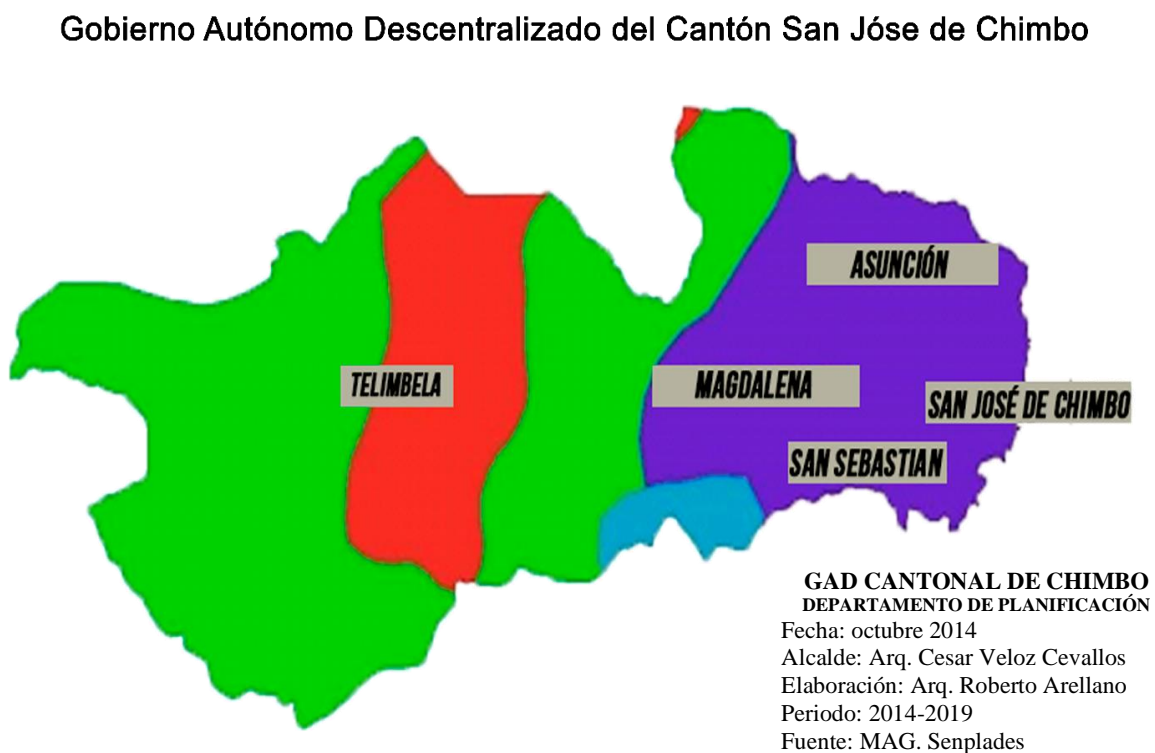 Gobierno Autónomo Descentralizado del Cantón San Jóse de Chimbo
ASUNCIÓN
TELIMBELA
MAGDALENA
SAN JOSÉ DE CHIMBO
SAN SEBASTIAN
GAD CANTONAL DE CHIMBO
DEPARTAMENTO DE PLANIFICACIÓN
Fecha: octubre 2014
Alcalde: Arq. Cesar Veloz Cevallos
Elaboración: Arq. Roberto Arellano
Periodo: 2014-2019
Fuente: MAG. Senplades